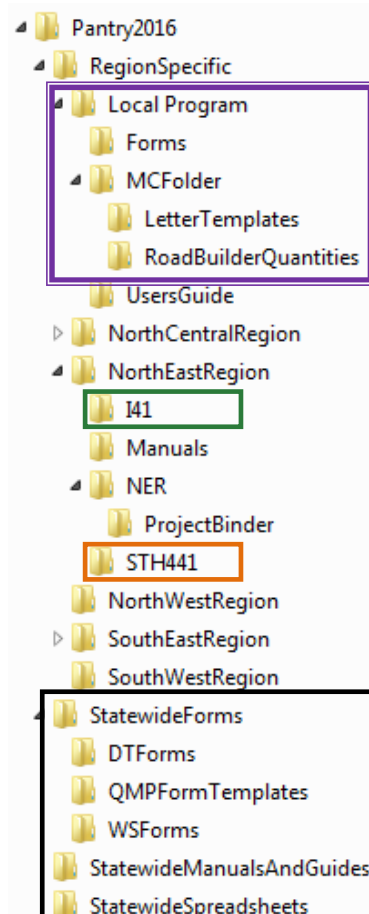 Pantry2016
RegionSpecific
Local Program
Forms
MCFolder
LetterTemplates
RoadBuilderQuantities
UsersGuide
NorthCentralRegion
NorthEastRegion
I41
Manuals
NER
ProjectBinder
STH441
NorthWestRegion
SouthEastRegion
SouthWestRegion
StatewideForms
DTForms
QMPFormTemplates
WSForms
StatewideManualsAndGuides
StatewideSpreadsheets